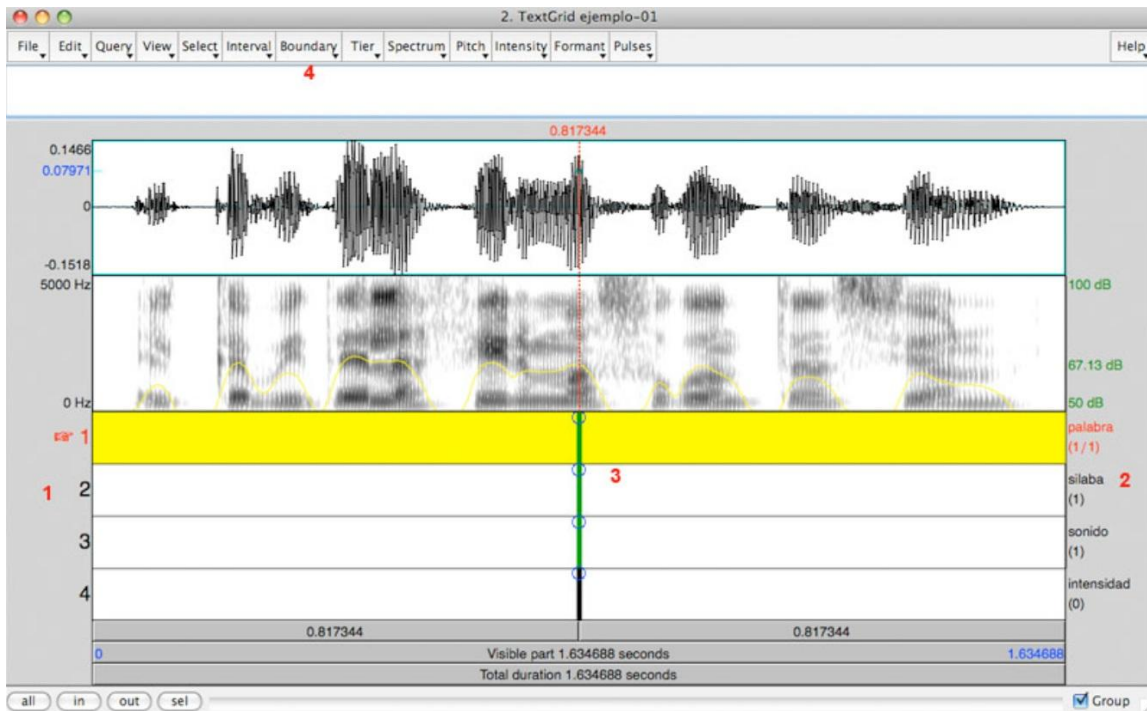 2. TextGrid ejemplo-01
File Edit Query View Select Interval Boundary Tier Spectrum Pitch Intensity Formant Pulses Help
4
0.817344
0.1466
0.07971
0
-0.1518
5000 Hz 100 dB
67.13 dB
0 Hz 50 dB
1 palabra
(1/1)
3
1 2 silaba 2
(1)
3 sonido
(1)
4 intensidad
(0)
0.817344 0.817344
0 Visible part 1.634688 seconds 1.634688
Total duration 1.634688 seconds
all in out sel Group